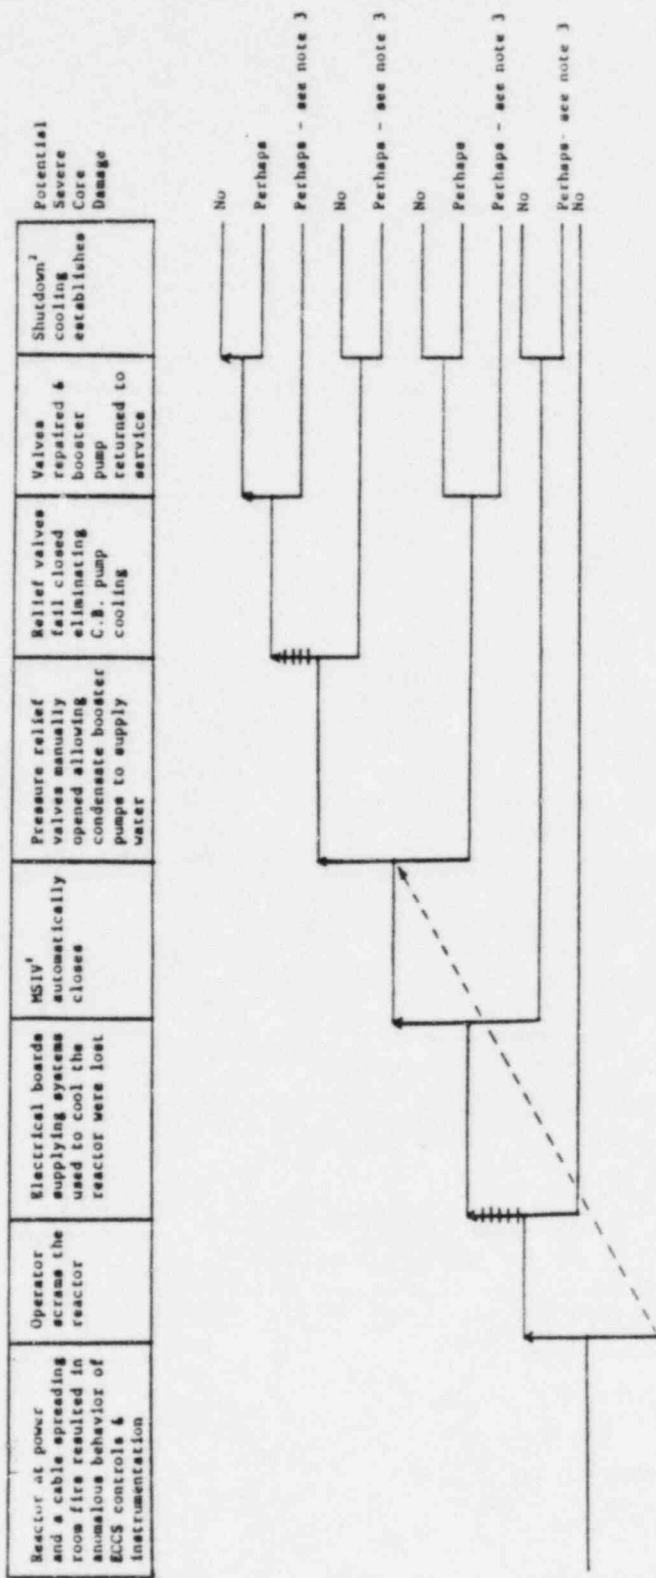 Reactor at power
and a cable spreading
room fire resulted in
anomalous behavior of
ECCS controls &
instrumentation
Operator
scrams the
reactor
Electrical boards
supplying systems
used to cool the
reactor were lost
MSIV¹
automatically
closes
Pressure relief
valves manually
opened allowing
condensate booster
pumps to supply
water
Relief valves
fail closed
eliminating
C.B. pump
cooling
Valves
repaired &
booster
pump
returned to
service
Shutdown²
cooling
establishes
Potential
Severe
Core
Damage
No
Perhaps
Perhaps - see note 3
No
Perhaps - see note 3
No
Perhaps
Perhaps - see note 3
No
Perhaps- see note 3
No